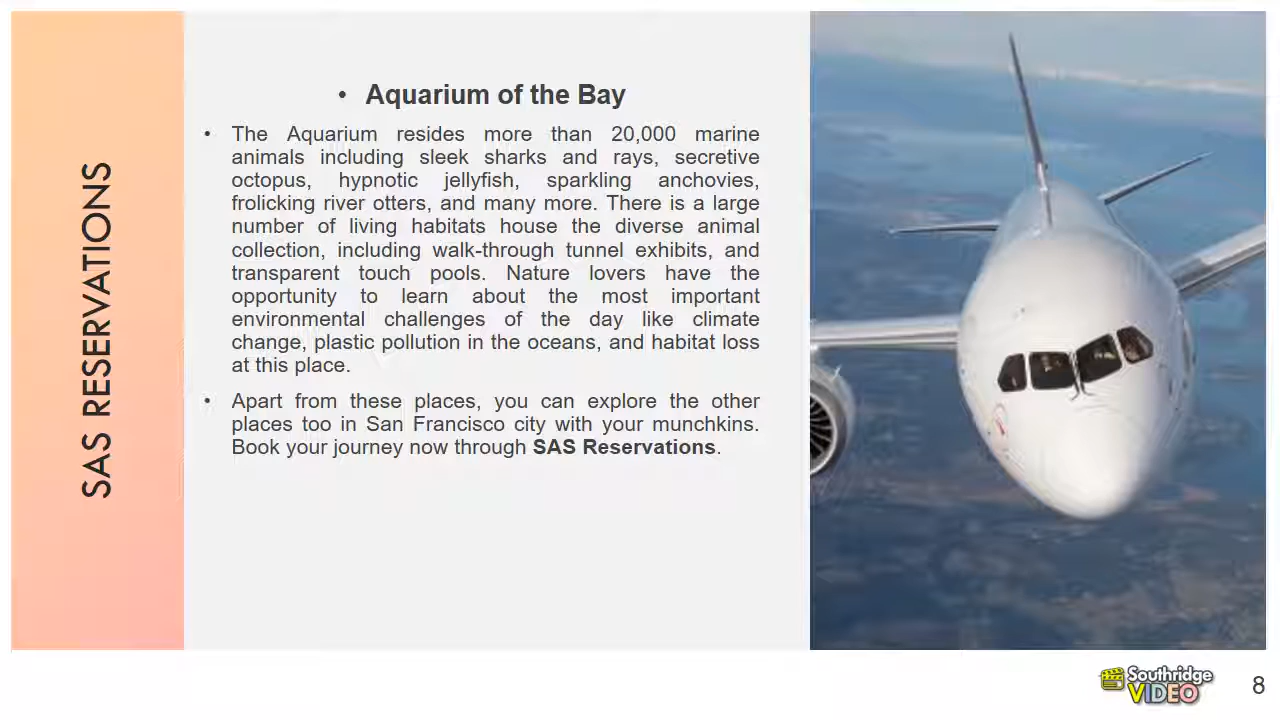 SAS RESERVATIONS
• Aquarium of the Bay
• The Aquarium resides more than 20,000 marine
animals including sleek sharks and rays, secretive
octopus, hypnotic jellyfish, sparkling anchovies,
frolicking river otters, and many more. There is a large
number of living habitats house the diverse animal
collection, including walk-through tunnel exhibits, and
transparent touch pools. Nature lovers have the
opportunity to learn about the most important
environmental challenges of the day like climate
change, plastic pollution in the oceans, and habitat loss
at this place.
• Apart from these places, you can explore the other
places too in San Francisco city with your munchkins.
Book your journey now through SAS Reservations.
Southridge
VIDEO
8